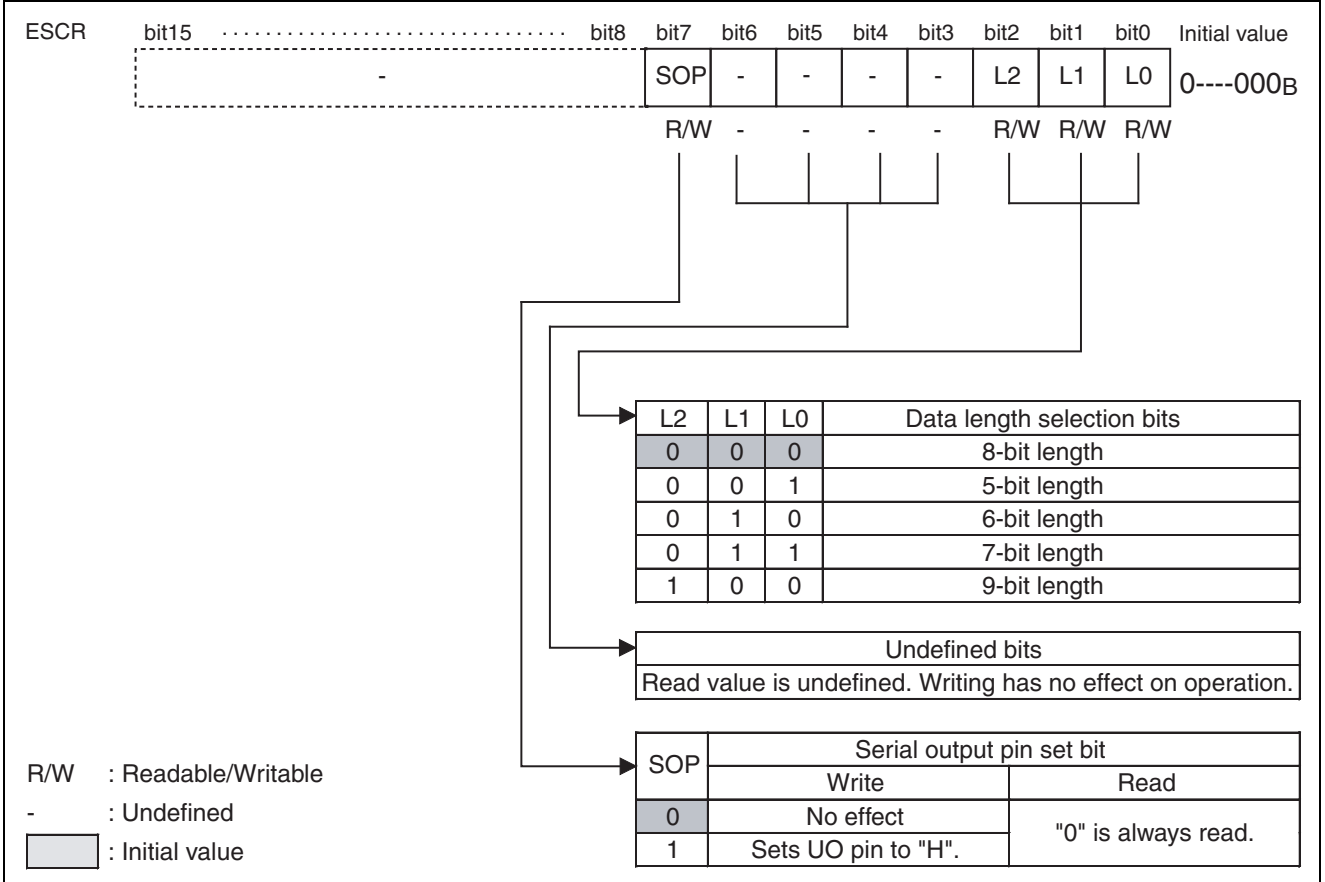 ESCR bit15 ................................ bit8 bit7 bit6 bit5 bit4 bit3 bit2 bit1 bit0 Initial value
- SOP - - - - L2 L1 L0 0----000B
R/W - - - - R/W R/W R/W
L2 L1 L0 Data length selection bits
0 0 0 8-bit length
0 0 1 5-bit length
0 1 0 6-bit length
0 1 1 7-bit length
1 0 0 9-bit length
Undefined bits
Read value is undefined. Writing has no effect on operation.
SOP Serial output pin set bit
Write Read
0 No effect "0" is always read.
1 Sets UO pin to "H".
R/W : Readable/Writable
- : Undefined
: Initial value